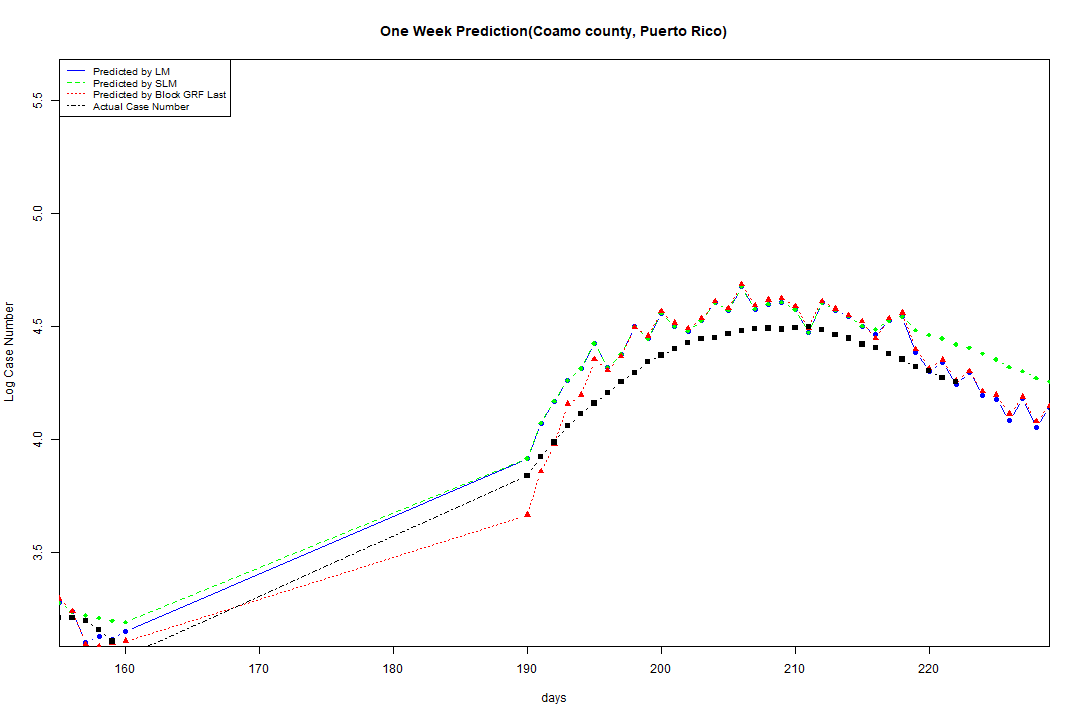 One Week Prediction(Coamo county, Puerto Rico)
Predicted by LM
Predicted by SLM
Predicted by Block GRF Last
Actual Case Number
5.5
5.0
4.5
4.0
3.5
Log Case Number
160 170 180 190 200 210 220
days